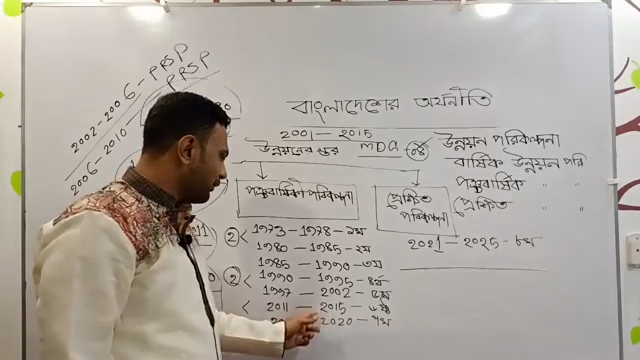 2002-2006 - PRSP
2006-2010 - PRSP
বাংলাদেশের অর্থনীতি
2001 — 2015
উন্নয়নের স্তর MDG
উন্নয়ন পরিকল্পনা
বার্ষিক উন্নয়ন পরি
পঞ্চবার্ষিক " "
প্রেক্ষিত " "
পঞ্চবার্ষিকী পরিকল্পনা
প্রেক্ষিত
পরিকল্পনা
2021 — 2025 - ৮ম
1973 - 1978 - ১ম
1980 — 1985 - ২য়
1985 — 1990 - ৩য়
1990 — 1995 - ৪র্থ
1997 — 2002 - ৫ম
2011 — 2015 - ৬ষ্ঠ
2020 - ৭ম